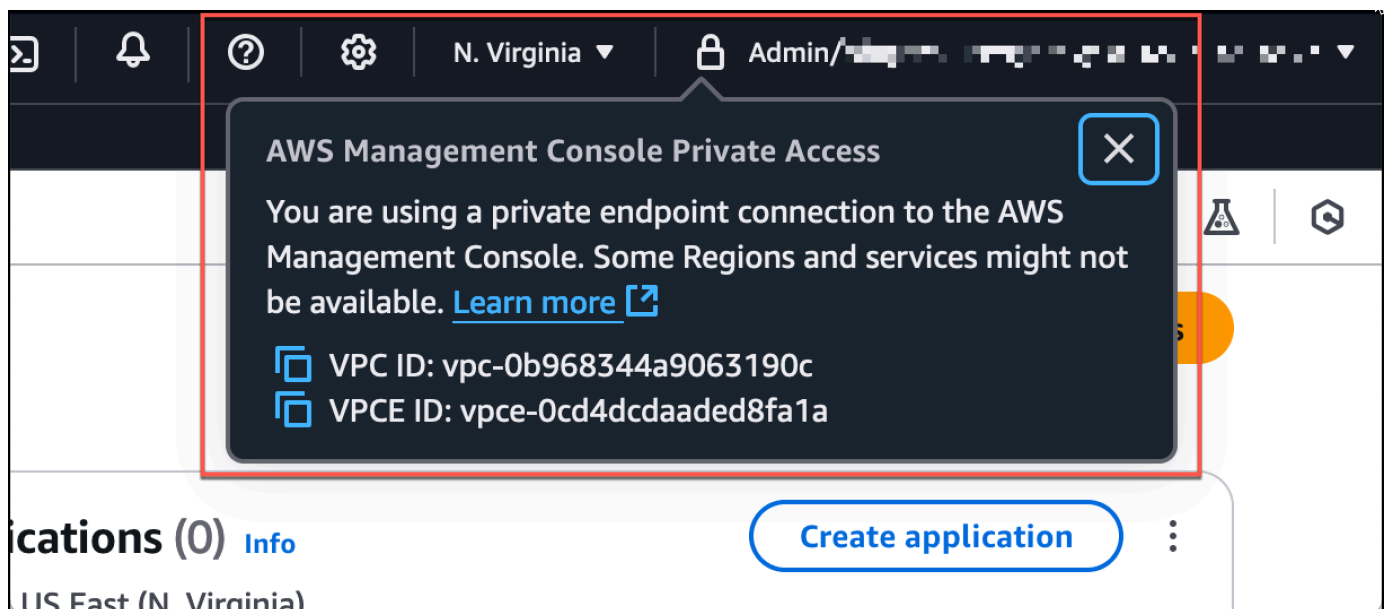 N. Virginia
Admin/
AWS Management Console Private Access
You are using a private endpoint connection to the AWS
Management Console. Some Regions and services might not
be available. Learn more
VPC ID: vpc-0b968344a9063190c
VPCE ID: vpce-0cd4dcdaaded8fa1a
s
ications (0) Info
Create application
US East (N. Virginia)